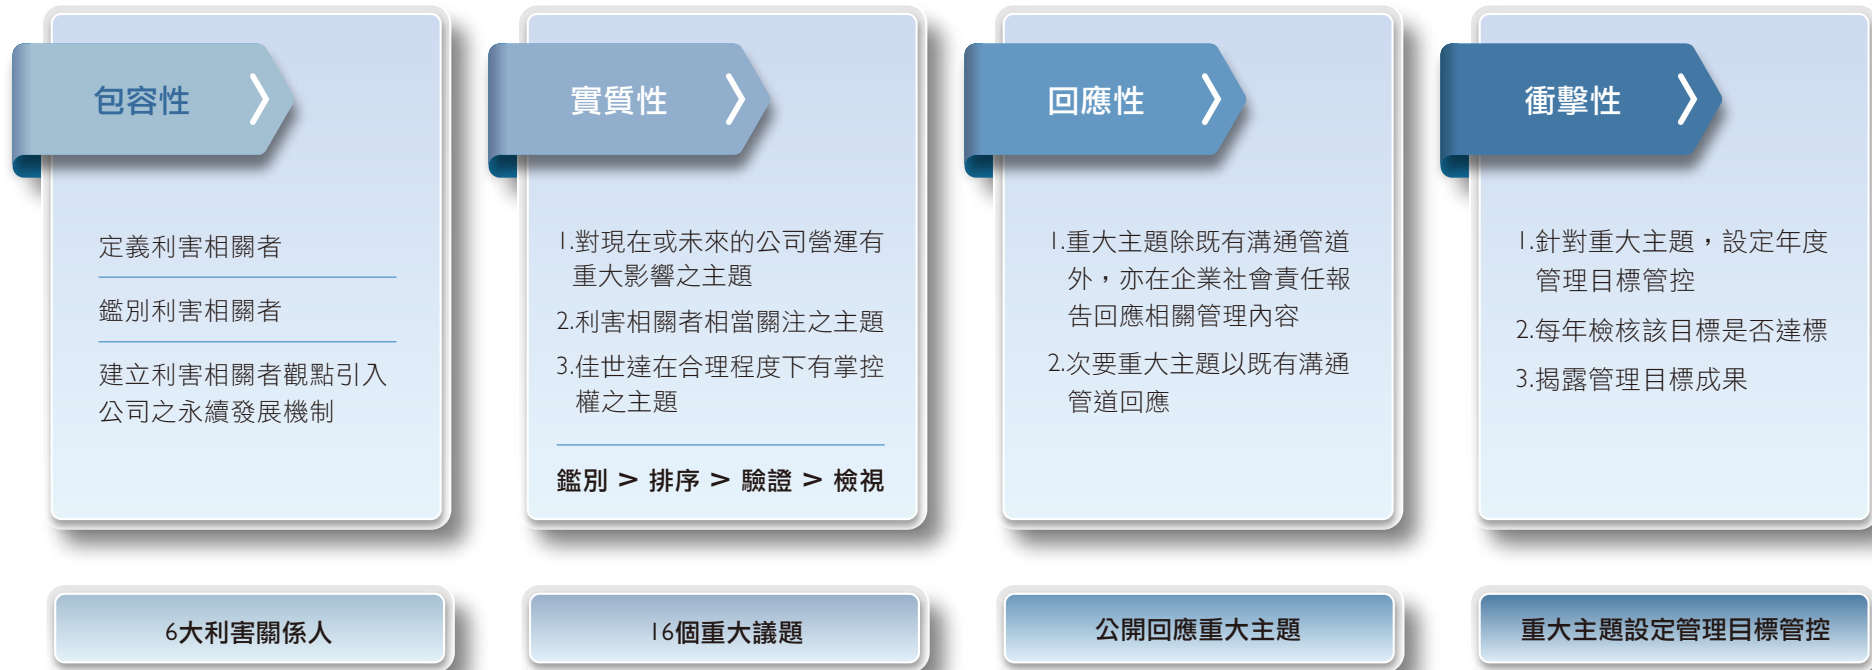 包容性
定義利害相關者
鑑別利害相關者
建立利害相關者觀點引入
公司之永續發展機制
6大利害關係人
實質性
1.對現在或未來的公司營運有
重大影響之主題
2.利害相關者相當關注之主題
3.佳世達在合理程度下有掌控
權之主題
鑑別 > 排序 > 驗證 > 檢視
16個重大議題
回應性
1.重大主題除既有溝通管道
外，亦在企業社會責任報
告回應相關管理內容
2.次要重大主題以既有溝通
管道回應
公開回應重大主題
衝擊性
1.針對重大主題，設定年度
管理目標管控
2.每年檢核該目標是否達標
3.揭露管理目標成果
重大主題設定管理目標管控